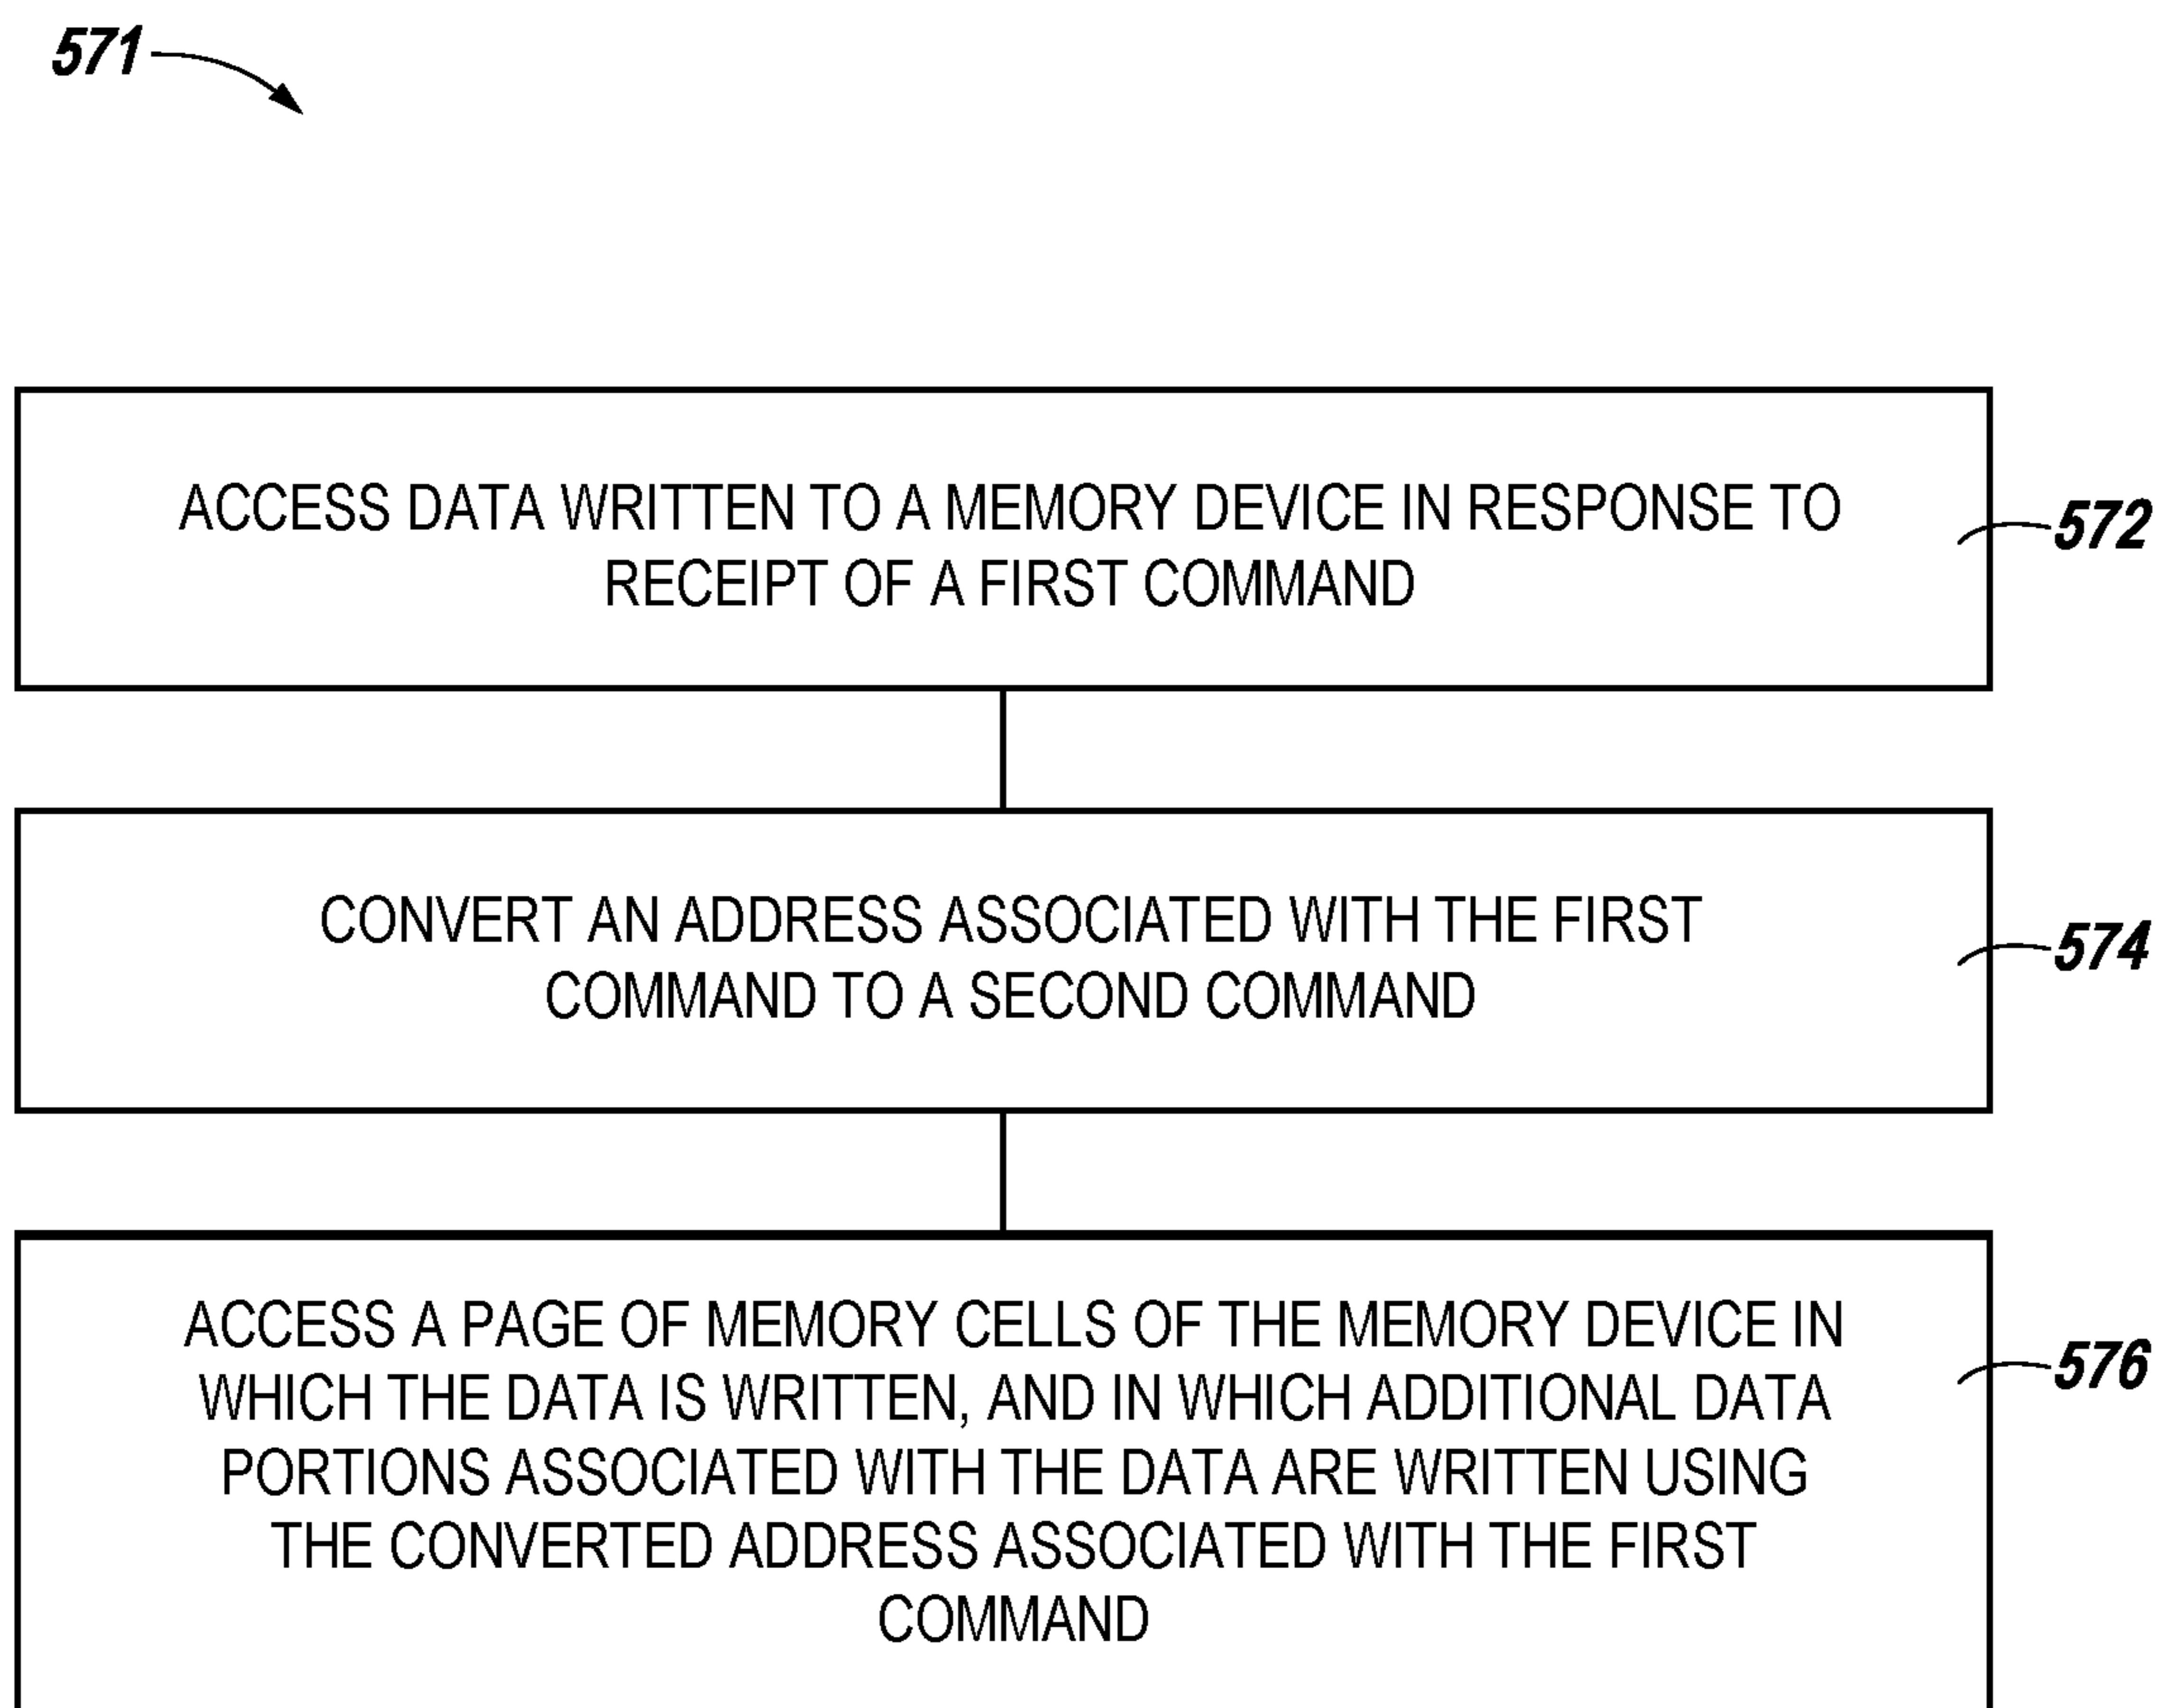 571
ACCESS DATA WRITTEN TO A MEMORY DEVICE IN RESPONSE TO
RECEIPT OF A FIRST COMMAND
572
CONVERT AN ADDRESS ASSOCIATED WITH THE FIRST
COMMAND TO A SECOND COMMAND
574
ACCESS A PAGE OF MEMORY CELLS OF THE MEMORY DEVICE IN
WHICH THE DATA IS WRITTEN, AND IN WHICH ADDITIONAL DATA
PORTIONS ASSOCIATED WITH THE DATA ARE WRITTEN USING
THE CONVERTED ADDRESS ASSOCIATED WITH THE FIRST
COMMAND
576